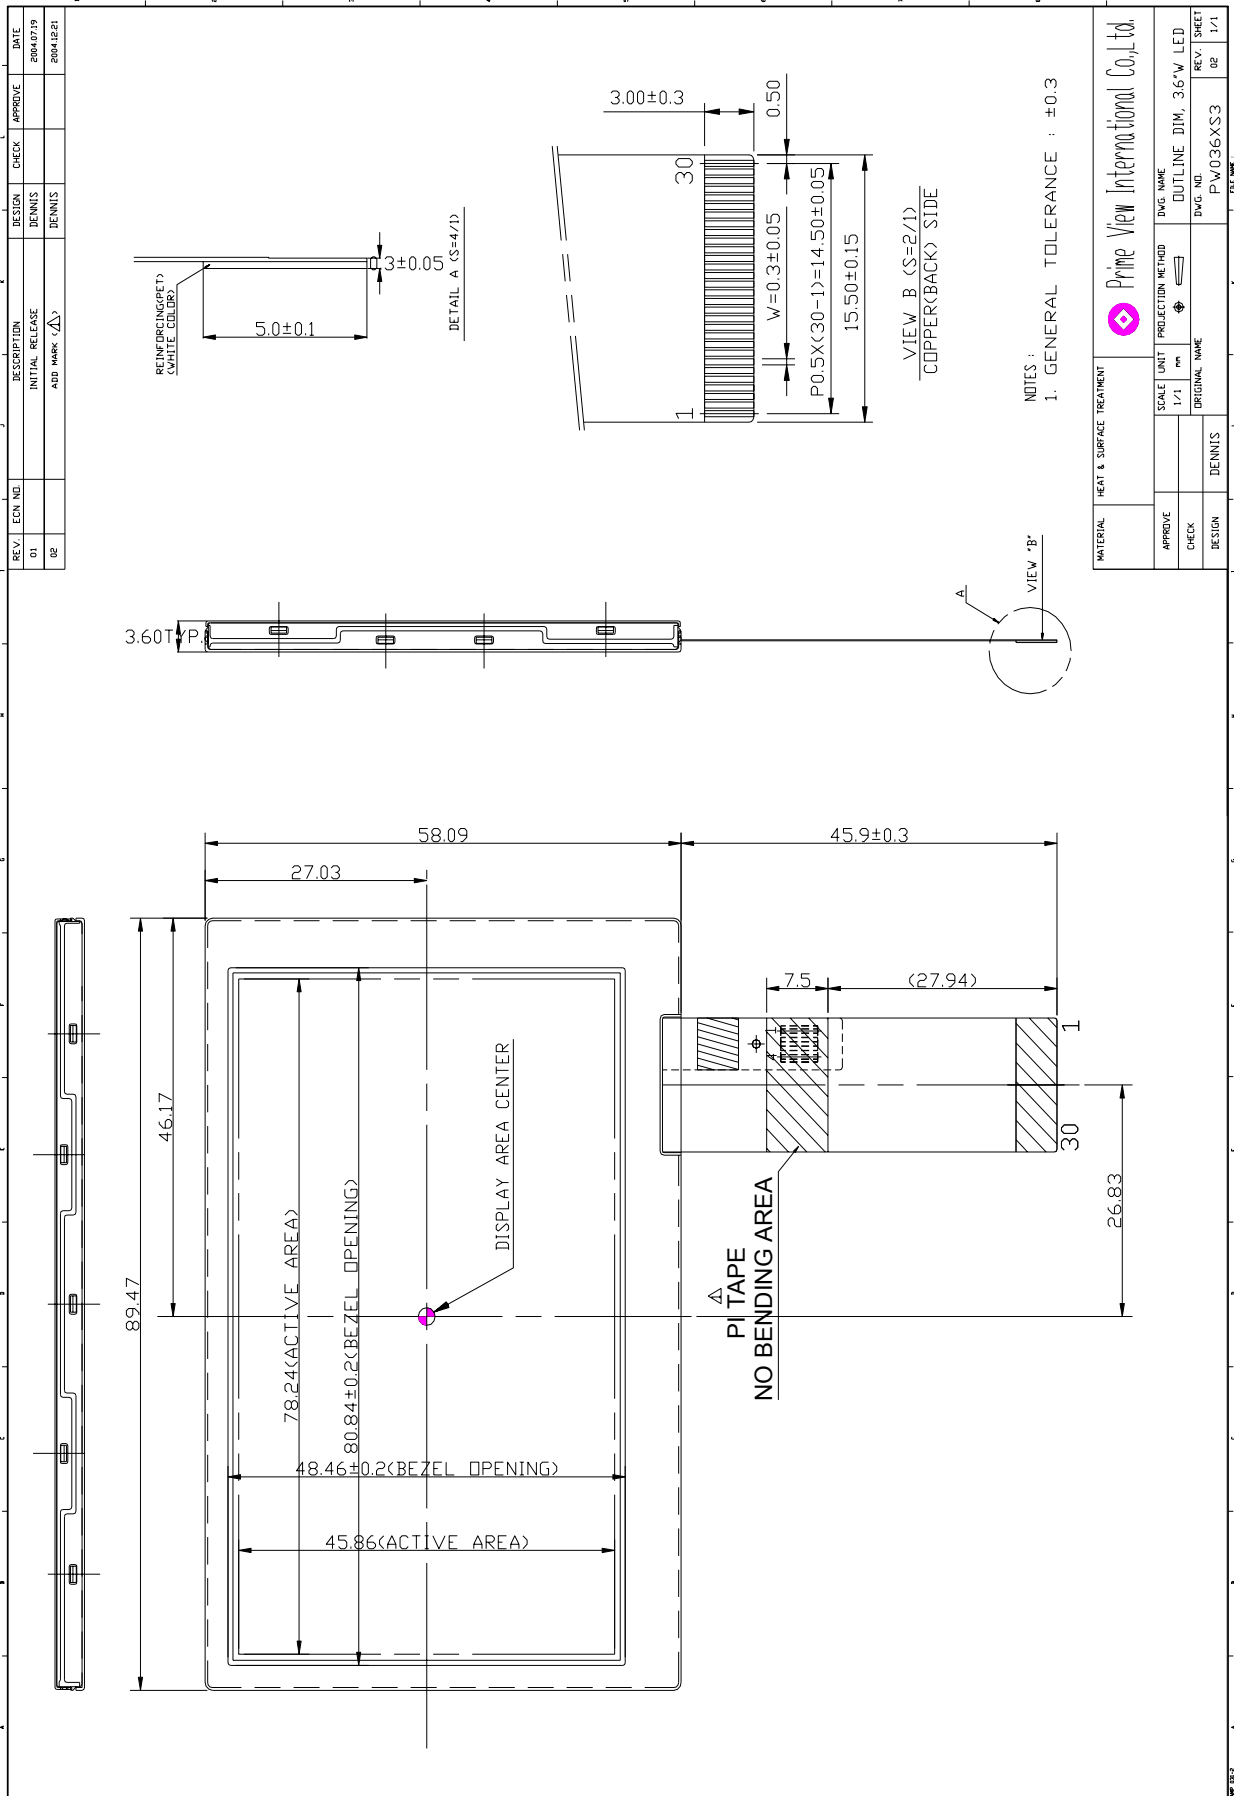 REV.	ECN NO.	DESCRIPTION	DESIGN	CHECK	APPROVE	DATE
01	INITIAL RELEASE	DENNIS	2004.07.19
02	ADD MARK (⚠)	DENNIS	2004.12.21
REINFORCING(PET)
(WHITE COLOR)
5.0±0.1
3±0.05
DETAIL A (S=4/1)
3.00±0.3
0.50
30
1
W=0.3±0.05
P0.5X(30-1)=14.50±0.05
15.50±0.15
VIEW B (S=2/1)
COPPER(BACK) SIDE
NOTES :
1. GENERAL TOLERANCE : ±0.3
3.60TYP.
A
VIEW "B"
58.09
45.9±0.3
27.03
7.5
(27.94)
46.17
89.47
78.24(ACTIVE AREA)
80.84±0.2(BEZEL OPENING)
48.46±0.2(BEZEL OPENING)
45.86(ACTIVE AREA)
DISPLAY AREA CENTER
1
4
1
30
26.83
PI TAPE
NO BENDING AREA
MATERIAL
HEAT & SURFACE TREATMENT
Prime View International Co.,Ltd.
APPROVE
CHECK
DESIGN
DENNIS
SCALE
1/1
UNIT
mm
PROJECTION METHOD
ORIGINAL NAME
DWG. NAME
OUTLINE DIM, 3.6"W LED
DWG. NO.
PW036XS3
REV.
02
SHEET
1/1
FILE NAME :